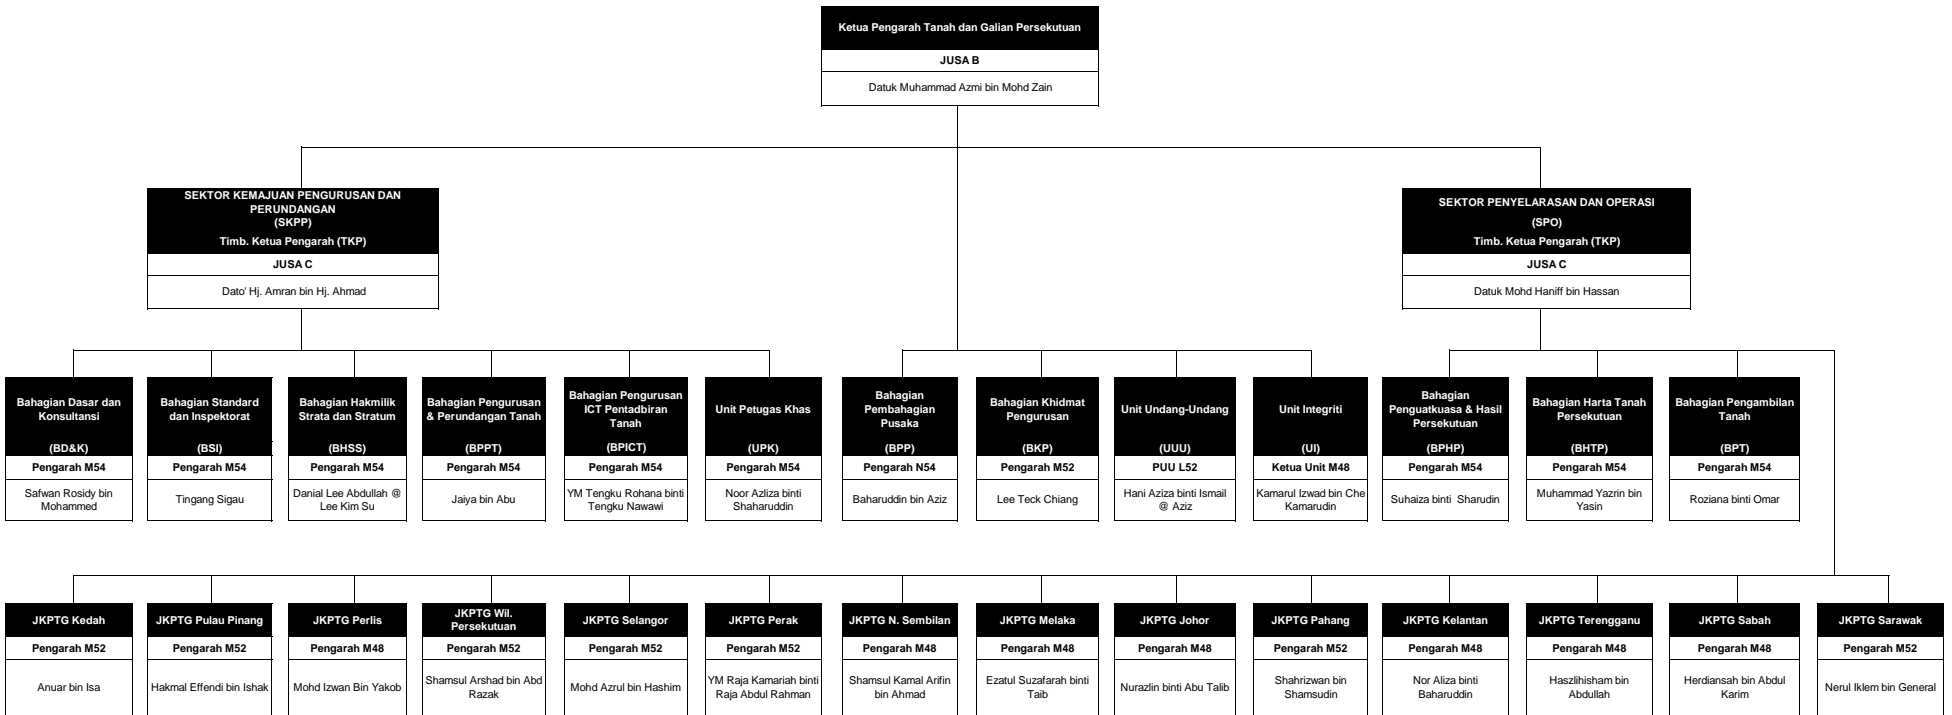 Ketua Pengarah Tanah dan Galian Persekutuan
JUSA B
Datuk Muhammad Azmi bin Mohd Zain
SEKTOR KEMAJUAN PENGURUSAN DAN
PERUNDANGAN
(SKPP)
Timb. Ketua Pengarah (TKP)
JUSA C
Dato' Hj. Amran bin Hj. Ahmad
SEKTOR PENYELARASAN DAN OPERASI
(SPO)
Timb. Ketua Pengarah (TKP)
JUSA C
Datuk Mohd Haniff bin Hassan
Bahagian Dasar dan
Konsultansi
(BD&K)
Pengarah M54
Safwan Rosidy bin
Mohammed
Bahagian Standard
dan Inspektorat
(BSI)
Pengarah M54
Tingang Sigau
Bahagian Hakmilik
Strata dan Stratum
(BHSS)
Pengarah M54
Danial Lee Abdullah @
Lee Kim Su
Bahagian Pengurusan
& Perundangan Tanah
(BPPT)
Pengarah M54
Jaiya bin Abu
Bahagian Pengurusan
ICT Pentadbiran
Tanah
(BPICT)
Pengarah M54
YM Tengku Rohana binti
Tengku Nawawi
Unit Petugas Khas
(UPK)
Pengarah M54
Noor Azliza binti
Shaharuddin
Bahagian
Pembahagian
Pusaka
(BPP)
Pengarah N54
Baharuddin bin Aziz
Bahagian Khidmat
Pengurusan
(BKP)
Pengarah M52
Lee Teck Chiang
Unit Undang-Undang
(UUU)
PUU L52
Hani Aziza binti Ismail
@ Aziz
Unit Integriti
(UI)
Ketua Unit M48
Kamarul Izwad bin Che
Kamarudin
Bahagian
Penguatkuasa & Hasil
Persekutuan
(BPHP)
Pengarah M54
Suhaiza binti Sharudin
Bahagian Harta Tanah
Persekutuan
(BHTP)
Pengarah M54
Muhammad Yazrin bin
Yasin
Bahagian Pengambilan
Tanah
(BPT)
Pengarah M54
Roziana binti Omar
JKPTG Kedah
Pengarah M52
Anuar bin Isa
JKPTG Pulau Pinang
Pengarah M52
Hakmal Effendi bin Ishak
JKPTG Perlis
Pengarah M48
Mohd Izwan Bin Yakob
JKPTG Wil.
Persekutuan
Pengarah M52
Shamsul Arshad bin Abd
Razak
JKPTG Selangor
Pengarah M52
Mohd Azrul bin Hashim
JKPTG Perak
Pengarah M52
YM Raja Kamariah binti
Raja Abdul Rahman
JKPTG N. Sembilan
Pengarah M48
Shamsul Kamal Arifin
bin Ahmad
JKPTG Melaka
Pengarah M48
Ezatul Suzafarah binti
Taib
JKPTG Johor
Pengarah M48
Nurazlin binti Abu Talib
JKPTG Pahang
Pengarah M52
Shahrizwan bin
Shamsudin
JKPTG Kelantan
Pengarah M48
Nor Aliza binti
Baharuddin
JKPTG Terengganu
Pengarah M48
Haszlihisham bin
Abdullah
JKPTG Sabah
Pengarah M48
Herdiansah bin Abdul
Karim
JKPTG Sarawak
Pengarah M52
Nerul Iklem bin General